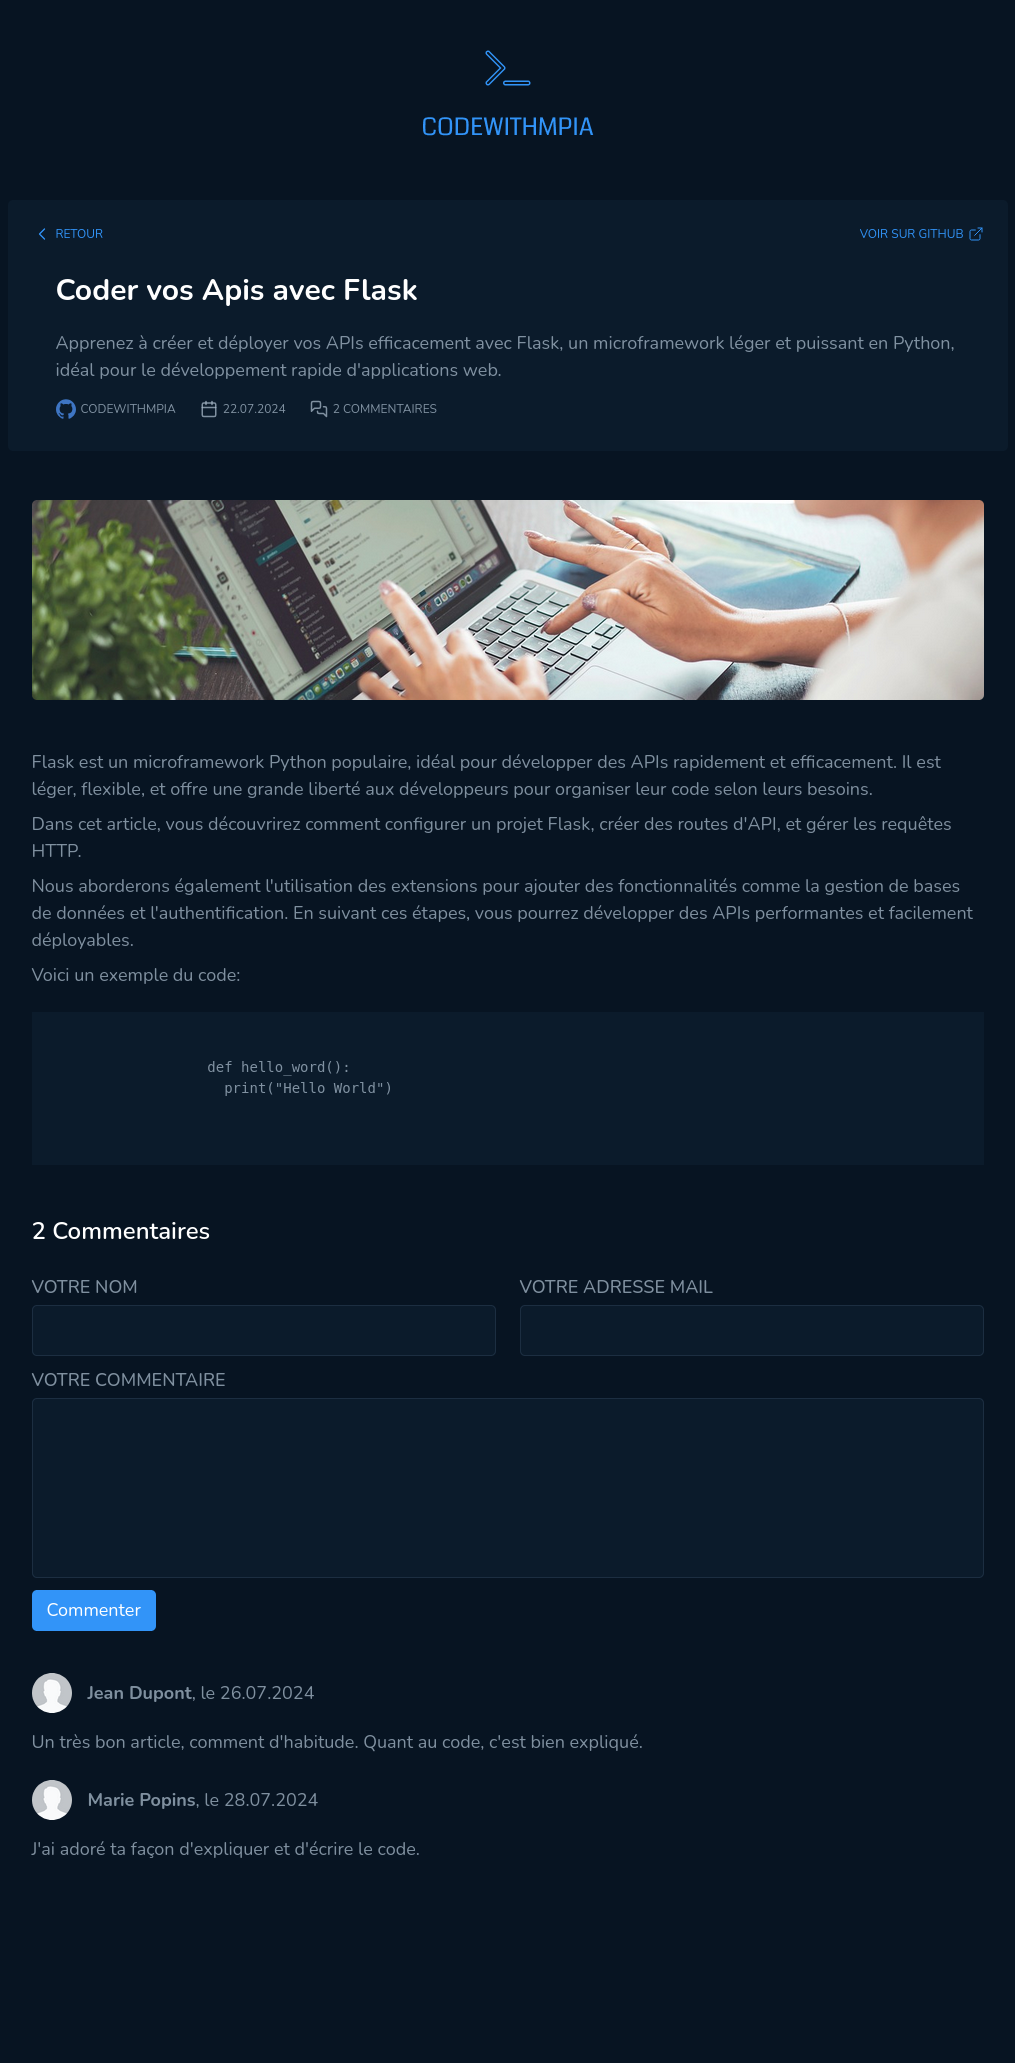 CODEWITHMPIA
RETOUR
VOIR SUR GITHUB
Coder vos Apis avec Flask
Apprenez à créer et déployer vos APIs efficacement avec Flask, un microframework léger et puissant en Python,
idéal pour le développement rapide d'applications web.
CODEWITHMPIA 22.07.2024 2 COMMENTAIRES
Flask est un microframework Python populaire, idéal pour développer des APIs rapidement et efficacement. Il est
léger, flexible, et offre une grande liberté aux développeurs pour organiser leur code selon leurs besoins.
Dans cet article, vous découvrirez comment configurer un projet Flask, créer des routes d'API, et gérer les requêtes
HTTP.
Nous aborderons également l'utilisation des extensions pour ajouter des fonctionnalités comme la gestion de bases
de données et l'authentification. En suivant ces étapes, vous pourrez développer des APIs performantes et facilement
déployables.
Voici un exemple du code:
def hello_word():
print("Hello World")
2 Commentaires
VOTRE NOM
VOTRE ADRESSE MAIL
VOTRE COMMENTAIRE
Commenter
Jean Dupont, le 26.07.2024
Un très bon article, comment d'habitude. Quant au code, c'est bien expliqué.
Marie Popins, le 28.07.2024
J'ai adoré ta façon d'expliquer et d'écrire le code.